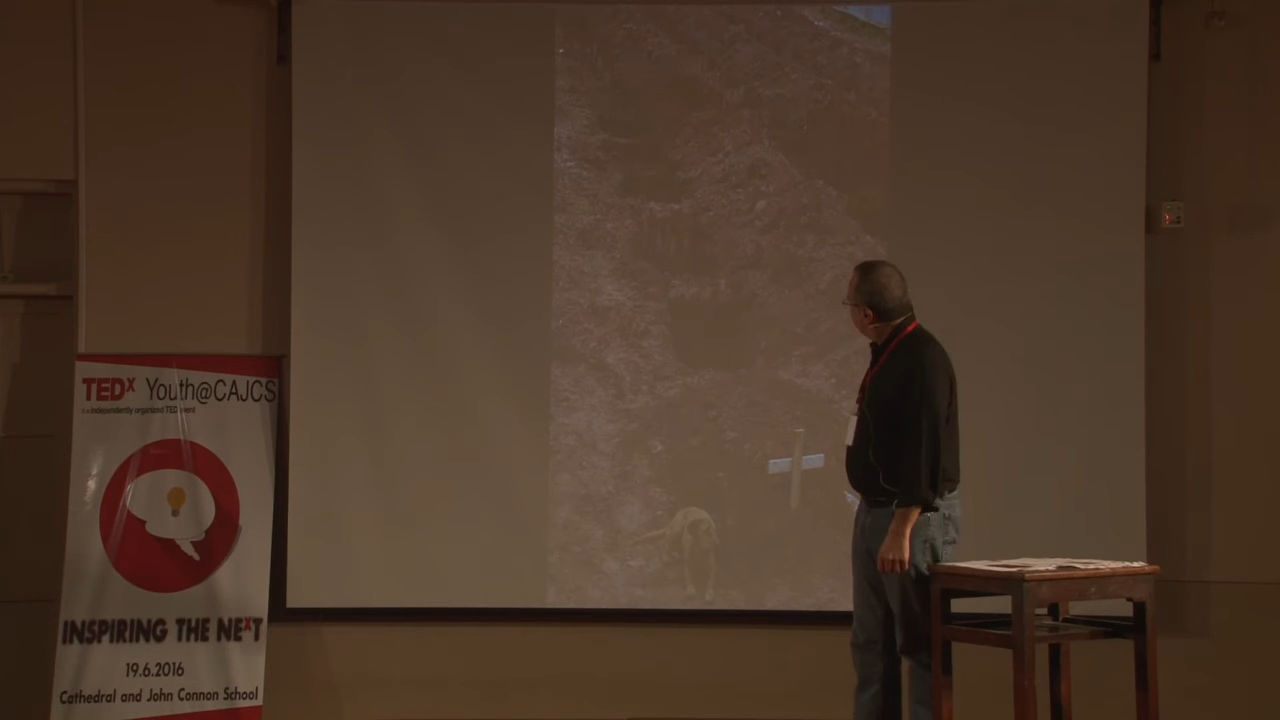 TEDx Youth@CAJCS
x = independently organized TED event
INSPIRING THE NEXT
19.6.2016
Cathedral and John Connon School